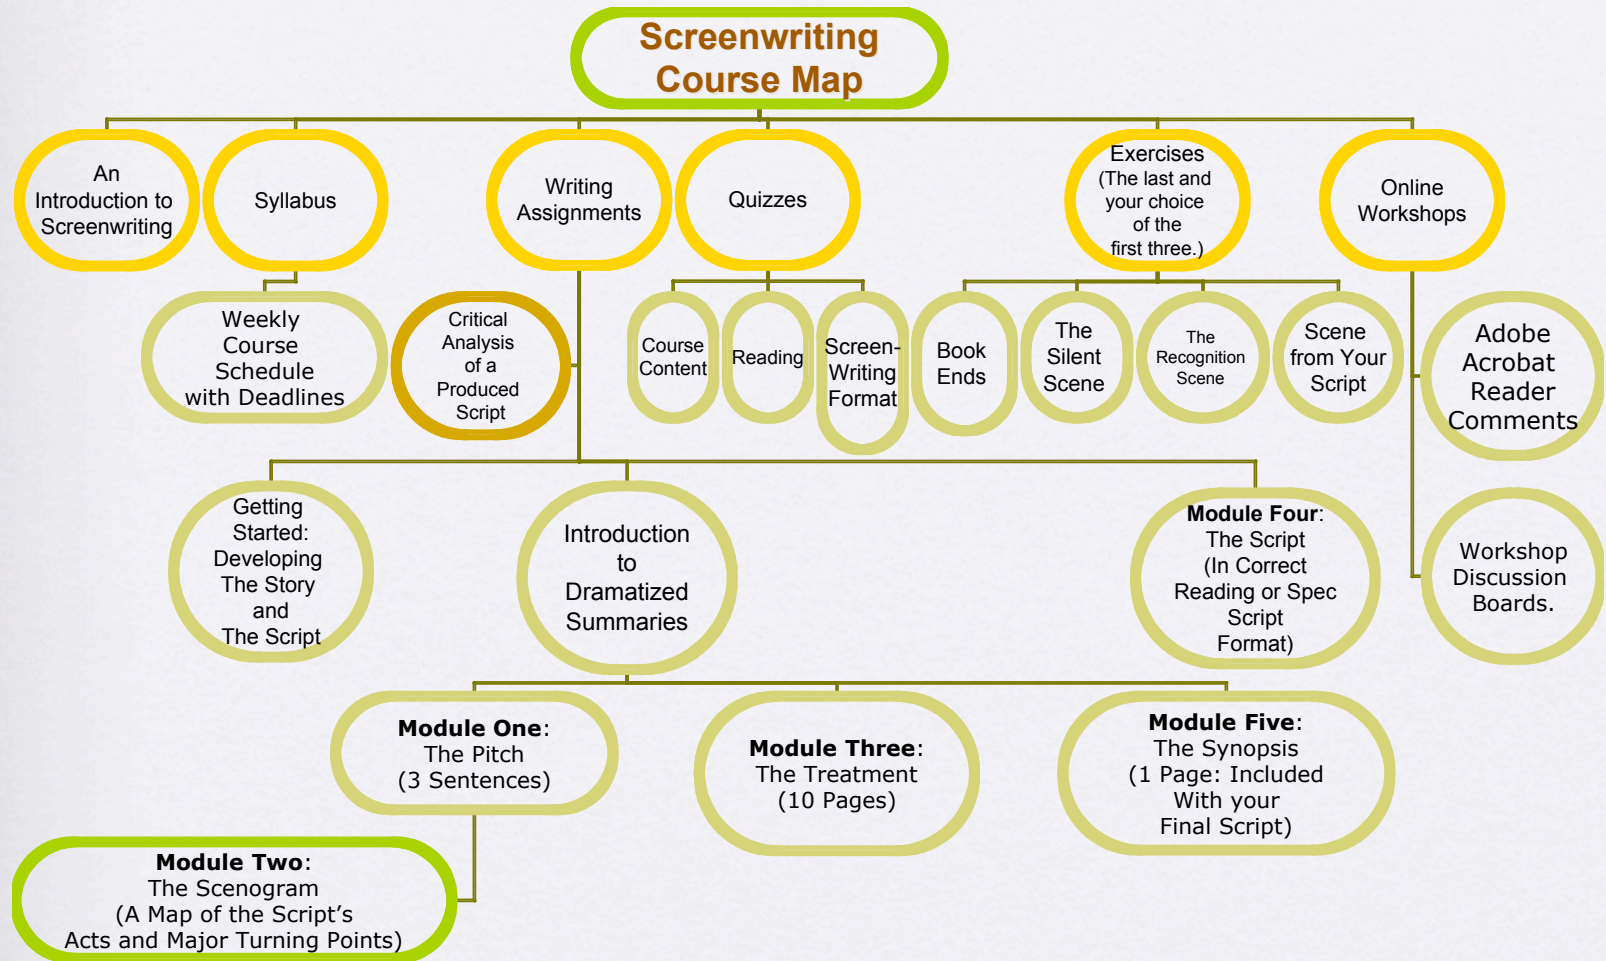 Screenwriting
Course Map
An
Introduction to
Screenwriting
Syllabus
Writing
Assignments
Quizzes
Exercises
(The last and
your choice
of the
first three.)
Online
Workshops
Weekly
Course
Schedule
with Deadlines
Critical
Analysis
of a
Produced
Script
Course
Content
Reading
Screen-
Writing
Format
Book
Ends
The
Silent
Scene
The
Recognition
Scene
Scene
from Your
Script
Adobe
Acrobat
Reader
Comments
Getting
Started:
Developing
The Story
and
The Script
Introduction
to
Dramatized
Summaries
Module Four:
The Script
(In Correct
Reading or Spec
Script
Format)
Workshop
Discussion
Boards.
Module One:
The Pitch
(3 Sentences)
Module Three:
The Treatment
(10 Pages)
Module Five:
The Synopsis
(1 Page: Included
With your
Final Script)
Module Two:
The Scenogram
(A Map of the Script’s
Acts and Major Turning Points)